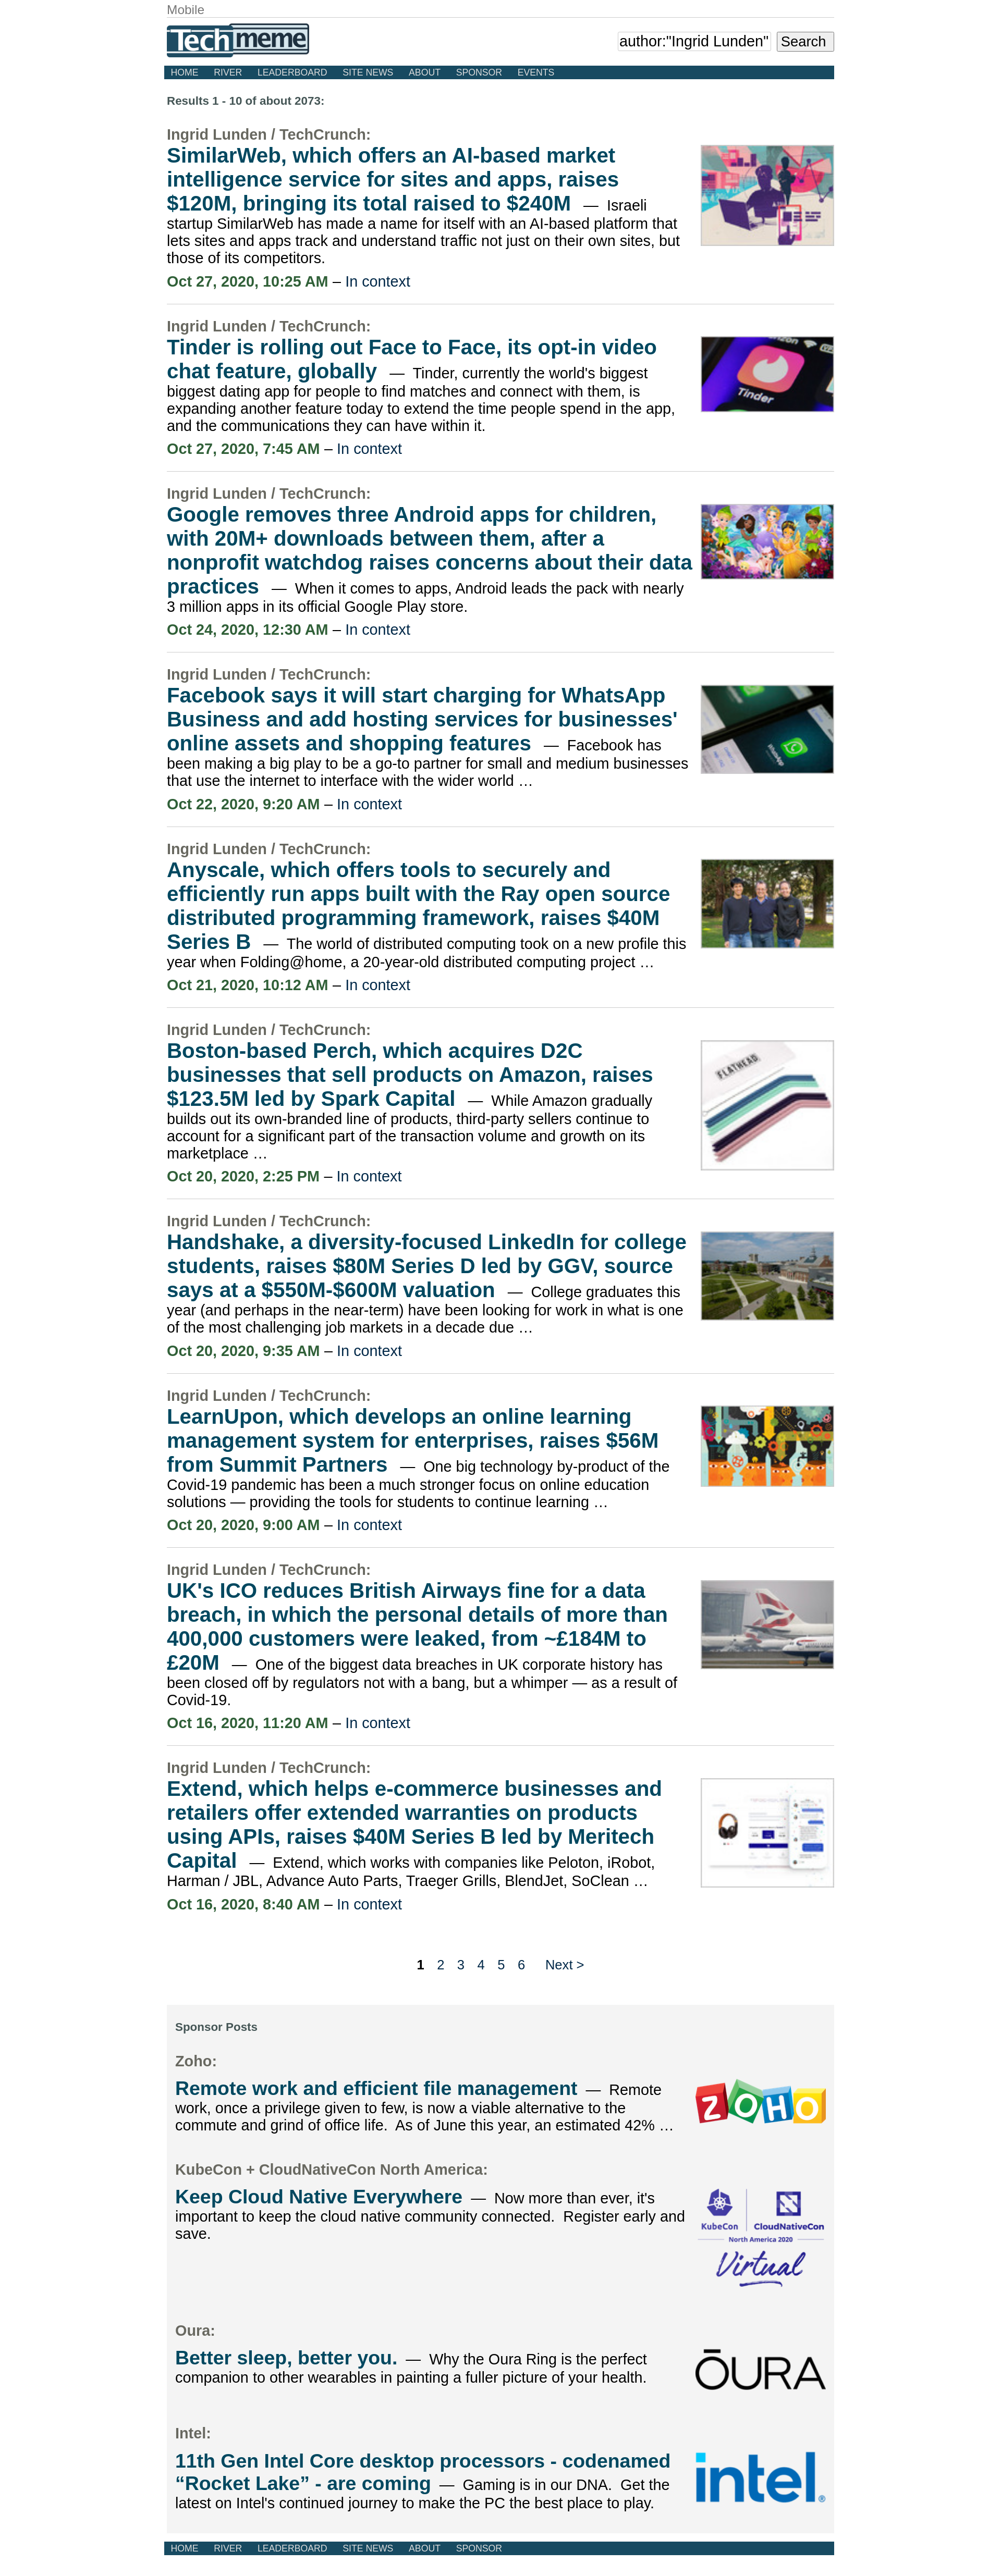 Mobile
Techmeme
author:"Ingrid Lunden" Search
HOME RIVER LEADERBOARD SITE NEWS ABOUT SPONSOR EVENTS
Results 1 - 10 of about 2073:
Ingrid Lunden / TechCrunch:
SimilarWeb, which offers an AI-based market
intelligence service for sites and apps, raises
$120M, bringing its total raised to $240M — Israeli
startup SimilarWeb has made a name for itself with an AI-based platform that
lets sites and apps track and understand traffic not just on their own sites, but
those of its competitors.
Oct 27, 2020, 10:25 AM – In context
Ingrid Lunden / TechCrunch:
Tinder is rolling out Face to Face, its opt-in video
chat feature, globally — Tinder, currently the world's biggest
biggest dating app for people to find matches and connect with them, is
expanding another feature today to extend the time people spend in the app,
and the communications they can have within it.
Oct 27, 2020, 7:45 AM – In context
Tinder
Ingrid Lunden / TechCrunch:
Google removes three Android apps for children,
with 20M+ downloads between them, after a
nonprofit watchdog raises concerns about their data
practices — When it comes to apps, Android leads the pack with nearly
3 million apps in its official Google Play store.
Oct 24, 2020, 12:30 AM – In context
Ingrid Lunden / TechCrunch:
Facebook says it will start charging for WhatsApp
Business and add hosting services for businesses'
online assets and shopping features — Facebook has
been making a big play to be a go-to partner for small and medium businesses
that use the internet to interface with the wider world …
Oct 22, 2020, 9:20 AM – In context
WhatsApp
Ingrid Lunden / TechCrunch:
Anyscale, which offers tools to securely and
efficiently run apps built with the Ray open source
distributed programming framework, raises $40M
Series B — The world of distributed computing took on a new profile this
year when Folding@home, a 20-year-old distributed computing project …
Oct 21, 2020, 10:12 AM – In context
Ingrid Lunden / TechCrunch:
Boston-based Perch, which acquires D2C
businesses that sell products on Amazon, raises
$123.5M led by Spark Capital — While Amazon gradually
builds out its own-branded line of products, third-party sellers continue to
account for a significant part of the transaction volume and growth on its
marketplace …
Oct 20, 2020, 2:25 PM – In context
FLATHEAD
Ingrid Lunden / TechCrunch:
Handshake, a diversity-focused LinkedIn for college
students, raises $80M Series D led by GGV, source
says at a $550M-$600M valuation — College graduates this
year (and perhaps in the near-term) have been looking for work in what is one
of the most challenging job markets in a decade due …
Oct 20, 2020, 9:35 AM – In context
Ingrid Lunden / TechCrunch:
LearnUpon, which develops an online learning
management system for enterprises, raises $56M
from Summit Partners — One big technology by-product of the
Covid-19 pandemic has been a much stronger focus on online education
solutions — providing the tools for students to continue learning …
Oct 20, 2020, 9:00 AM – In context
Ingrid Lunden / TechCrunch:
UK's ICO reduces British Airways fine for a data
breach, in which the personal details of more than
400,000 customers were leaked, from ~£184M to
£20M — One of the biggest data breaches in UK corporate history has
been closed off by regulators not with a bang, but a whimper — as a result of
Covid-19.
Oct 16, 2020, 11:20 AM – In context
Ingrid Lunden / TechCrunch:
Extend, which helps e-commerce businesses and
retailers offer extended warranties on products
using APIs, raises $40M Series B led by Meritech
Capital — Extend, which works with companies like Peloton, iRobot,
Harman / JBL, Advance Auto Parts, Traeger Grills, BlendJet, SoClean …
Oct 16, 2020, 8:40 AM – In context
1 2 3 4 5 6 Next >
Sponsor Posts
Zoho:
Remote work and efficient file management — Remote
work, once a privilege given to few, is now a viable alternative to the
commute and grind of office life. As of June this year, an estimated 42% …
ZOHO
KubeCon + CloudNativeCon North America:
Keep Cloud Native Everywhere — Now more than ever, it's
important to keep the cloud native community connected. Register early and
save.
KubeCon CloudNativeCon
North America 2020
Virtual
Oura:
Better sleep, better you. — Why the Oura Ring is the perfect
companion to other wearables in painting a fuller picture of your health.
ŌURA
Intel:
11th Gen Intel Core desktop processors - codenamed
“Rocket Lake” - are coming — Gaming is in our DNA. Get the
latest on Intel's continued journey to make the PC the best place to play.
intel®
HOME RIVER LEADERBOARD SITE NEWS ABOUT SPONSOR